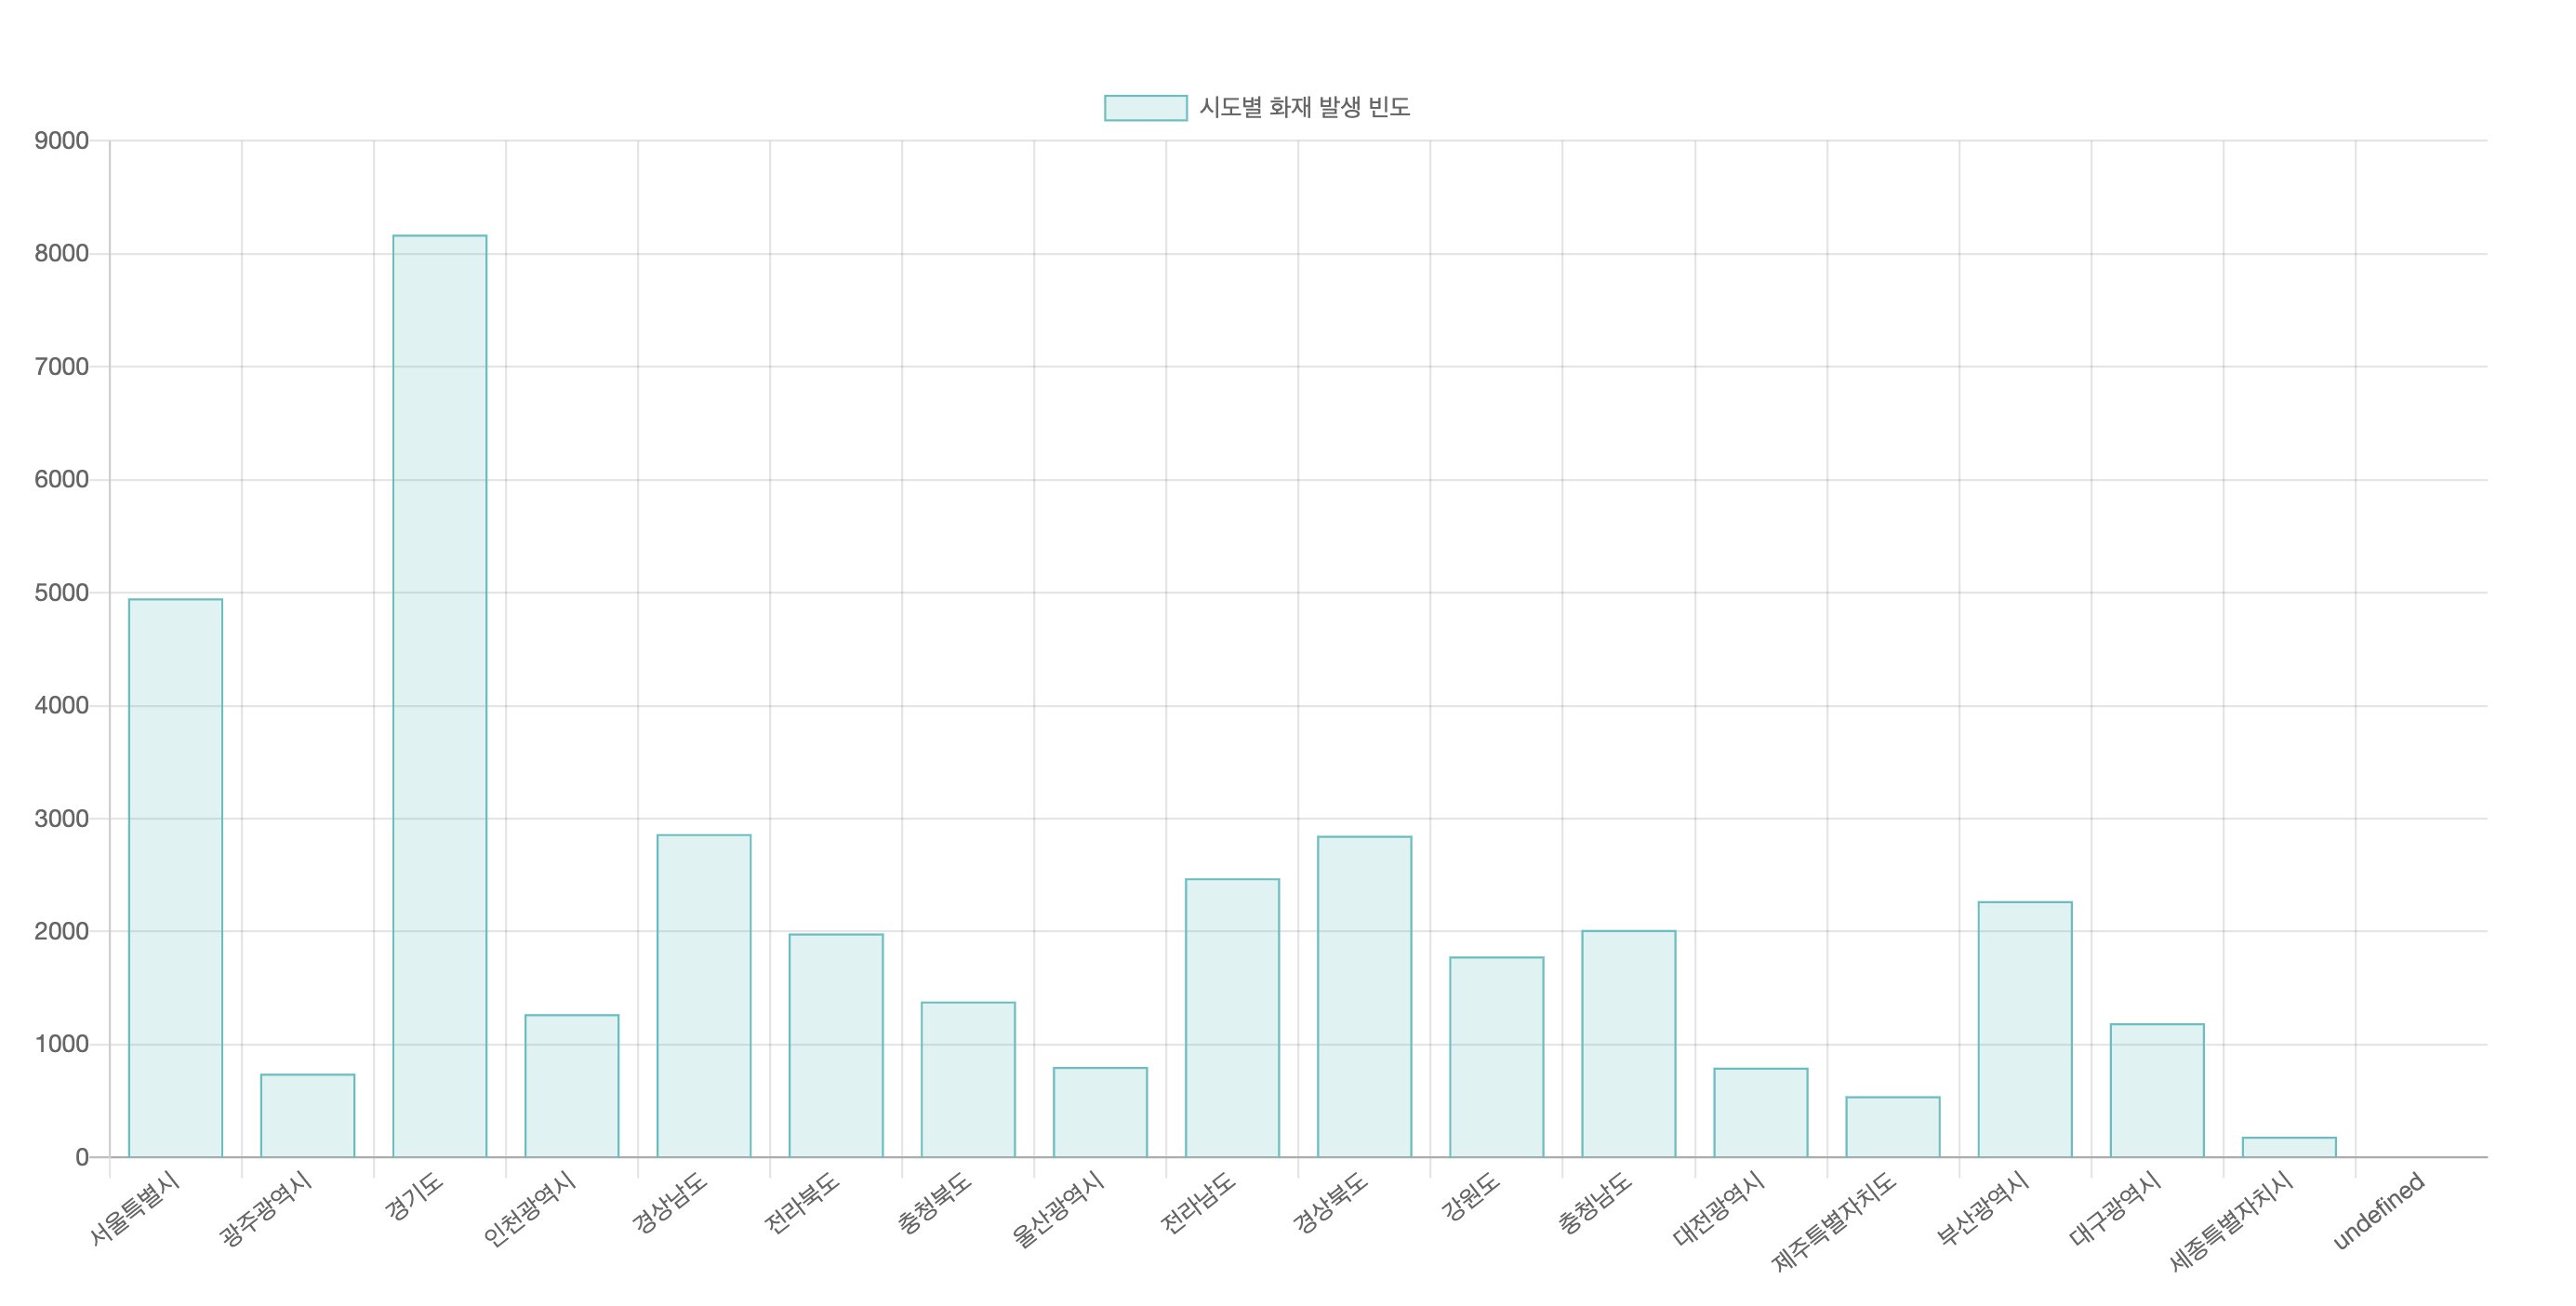 시도별 화재 발생 빈도
9000
8000
7000
6000
5000
4000
3000
2000
1000
0
서울특별시
광주광역시
경기도
인천광역시
경상남도
전라북도
충청북도
울산광역시
전라남도
경상북도
강원도
충청남도
대전광역시
제주특별자치도
부산광역시
대구광역시
세종특별자치시
undefined